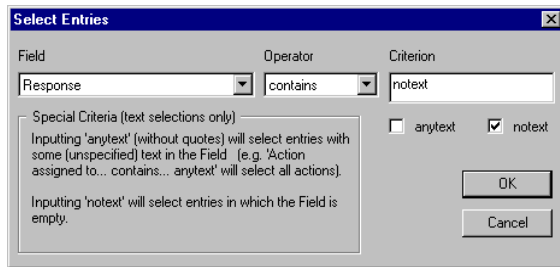 Select Entries
Field Operator Criterion
Response contains notext
Special Criteria (text selections only)
Inputting 'anytext' (without quotes) will select entries with
some (unspecified) text in the Field (e.g. 'Action
assigned to... contains... anytext' will select all actions).
Inputting 'notext' will select entries in which the Field is
empty.
anytext notext
OK
Cancel